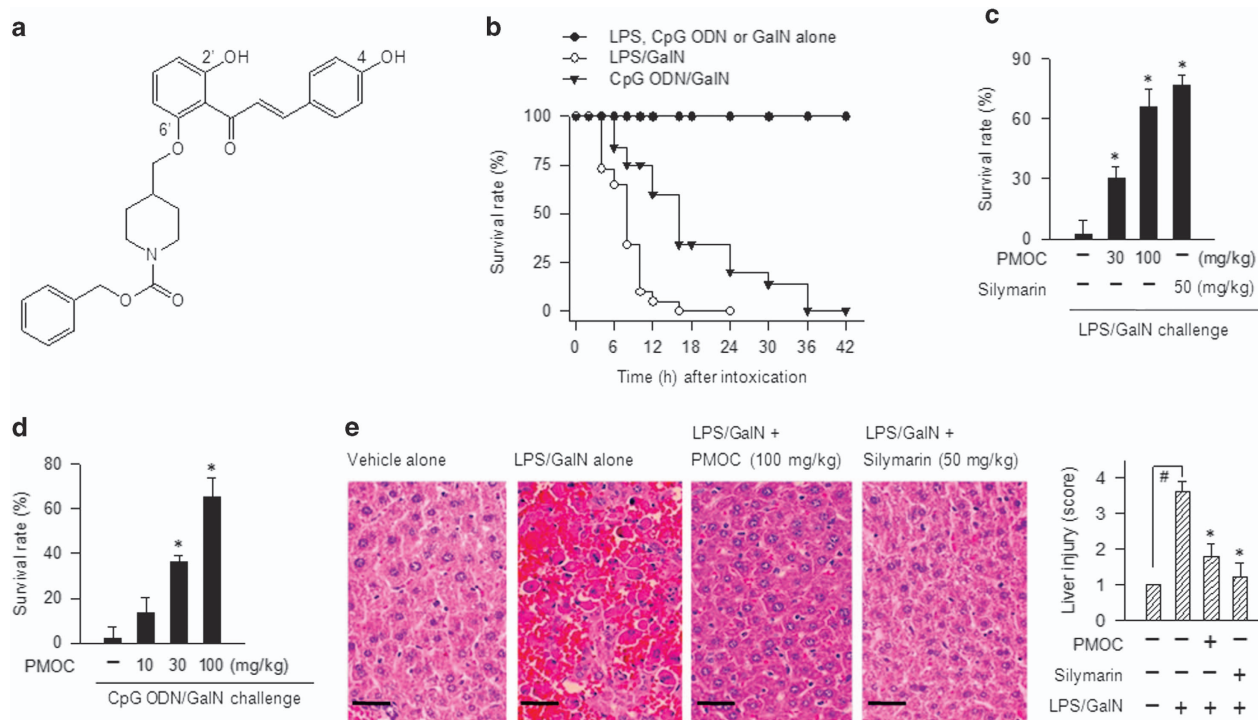 a
2'
OH
4
OH
6'
O
O
N
O
O
b
LPS, CpG ODN or GalN alone
LPS/GalN
CpG ODN/GalN
Survival rate (%)
100
75
50
25
0
0 6 12 18 24 30 36 42
Time (h) after intoxication
c
Survival rate (%)
90
60
30
0
* * *
PMOC – 30 100 – (mg/kg)
Silymarin – – – 50 (mg/kg)
LPS/GalN challenge
d
Survival rate (%)
80
60
40
20
0
* *
PMOC – 10 30 100 (mg/kg)
CpG ODN/GalN challenge
e
Vehicle alone
LPS/GalN alone
LPS/GalN +
PMOC (100 mg/kg)
LPS/GalN +
Silymarin (50 mg/kg)
Liver injury (score)
4
3
2
1
0
# * *
PMOC – – + –
Silymarin – – – +
LPS/GalN – + + +